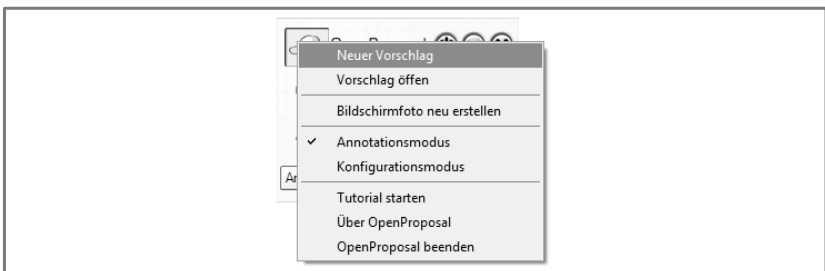 Neuer Vorschlag
Vorschlag öffen
Bildschirmfoto neu erstellen
Annotationsmodus
Konfigurationsmodus
Tutorial starten
Über OpenProposal
OpenProposal beenden